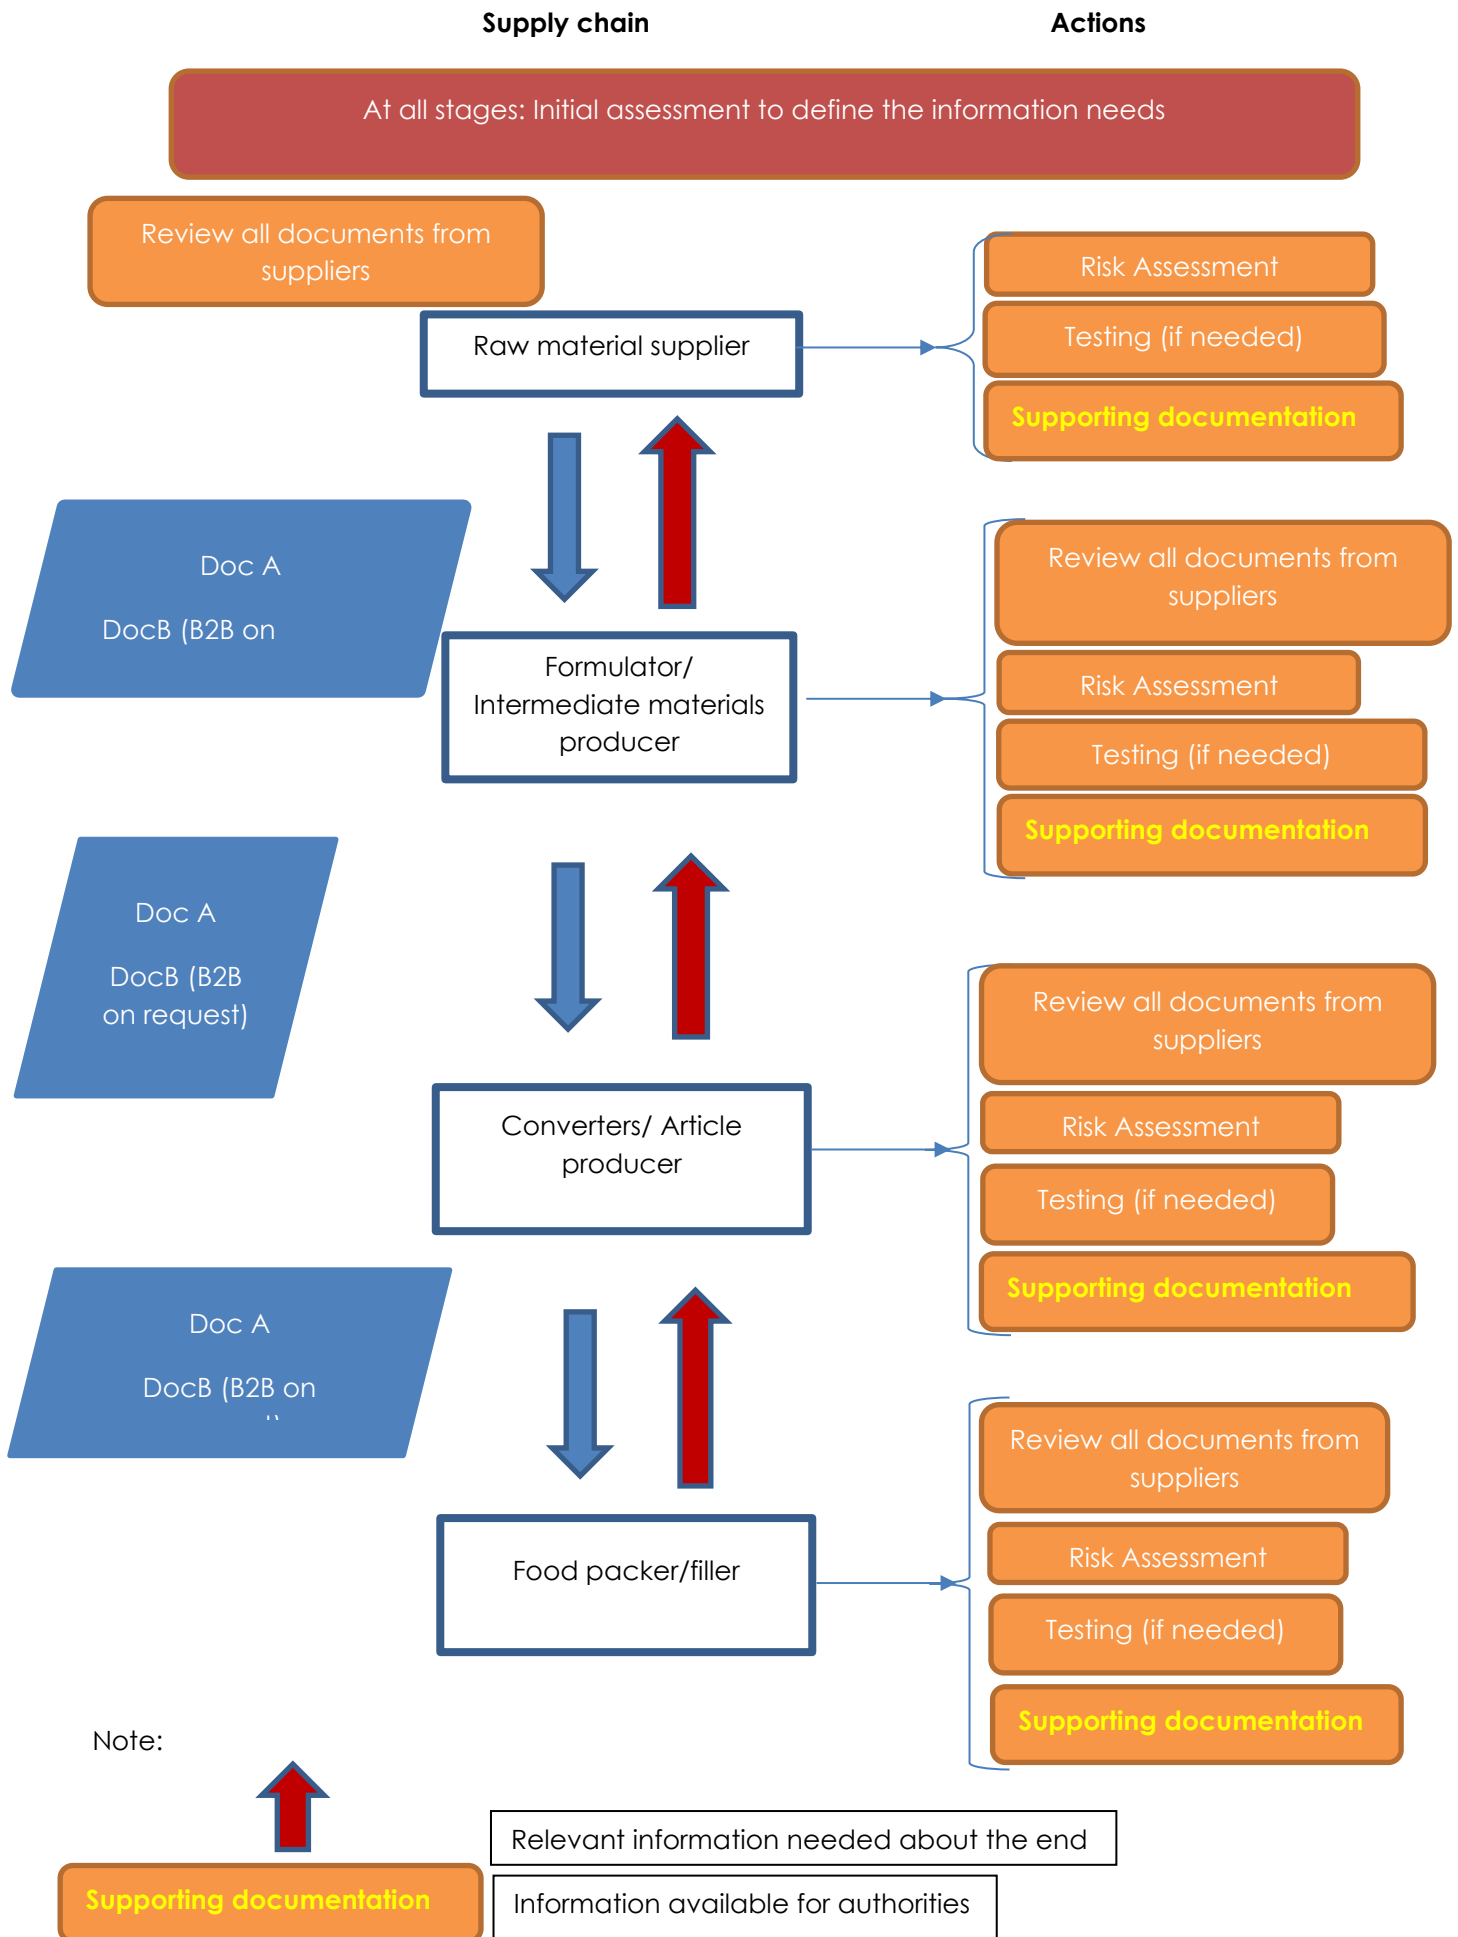 Supply chain
Actions
At all stages: Initial assessment to define the information needs
Review all documents from
suppliers
Raw material supplier
Risk Assessment
Testing (if needed)
Supporting documentation
Doc A
DocB (B2B on
Formulator/
Intermediate materials
producer
Review all documents from
suppliers
Risk Assessment
Testing (if needed)
Supporting documentation
Doc A
DocB (B2B
on request)
Converters/ Article
producer
Review all documents from
suppliers
Risk Assessment
Testing (if needed)
Supporting documentation
Doc A
DocB (B2B on
Food packer/filler
Review all documents from
suppliers
Risk Assessment
Testing (if needed)
Supporting documentation
Note:
Relevant information needed about the end
Supporting documentation
Information available for authorities